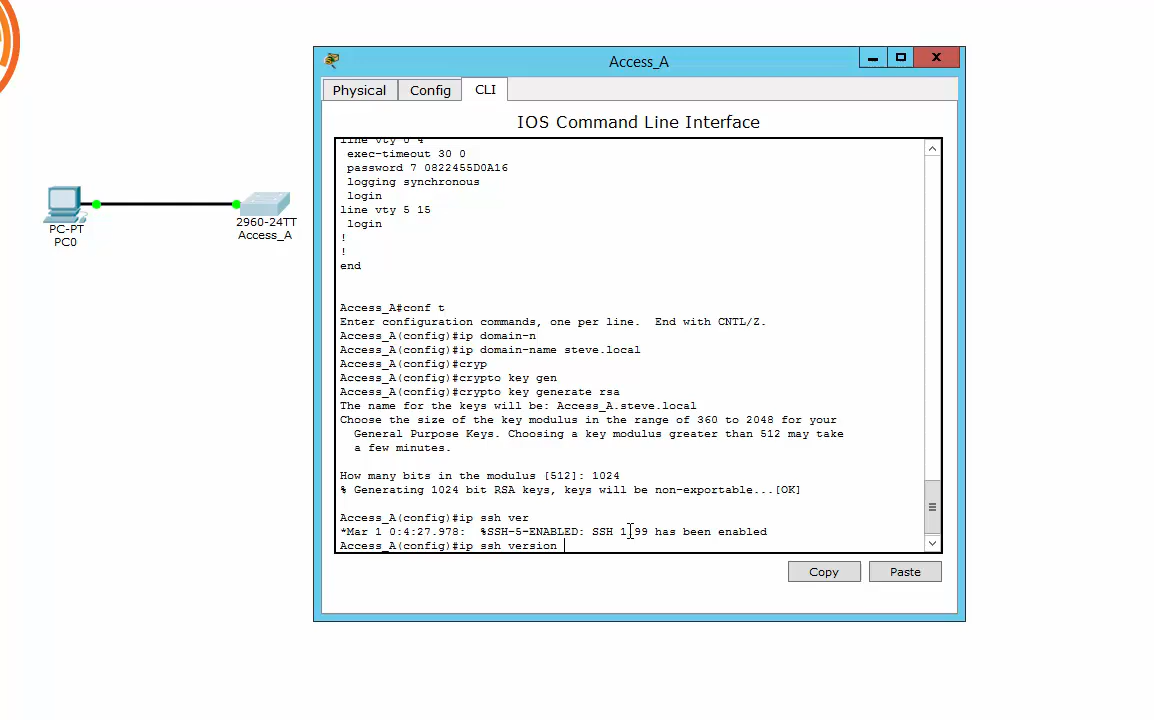 Access_A
Physical
Config
CLI
IOS Command Line Interface
line vty 0 4
exec-timeout 30 0
password 7 0822455D0A16
logging synchronous
login
line vty 5 15
login
!
!
end
Access_A#conf t
Enter configuration commands, one per line. End with CNTL/Z.
Access_A(config)#ip domain-n
Access_A(config)#ip domain-name steve.local
Access_A(config)#cryp
Access_A(config)#crypto key gen
Access_A(config)#crypto key generate rsa
The name for the keys will be: Access_A.steve.local
Choose the size of the key modulus in the range of 360 to 2048 for your
General Purpose Keys. Choosing a key modulus greater than 512 may take
a few minutes.
How many bits in the modulus [512]: 1024
% Generating 1024 bit RSA keys, keys will be non-exportable...[OK]
Access_A(config)#ip ssh ver
*Mar 1 0:4:27.978: %SSH-5-ENABLED: SSH 1.99 has been enabled
Access_A(config)#ip ssh version
Copy
Paste
PC-PT
PC0
2960-24TT
Access_A